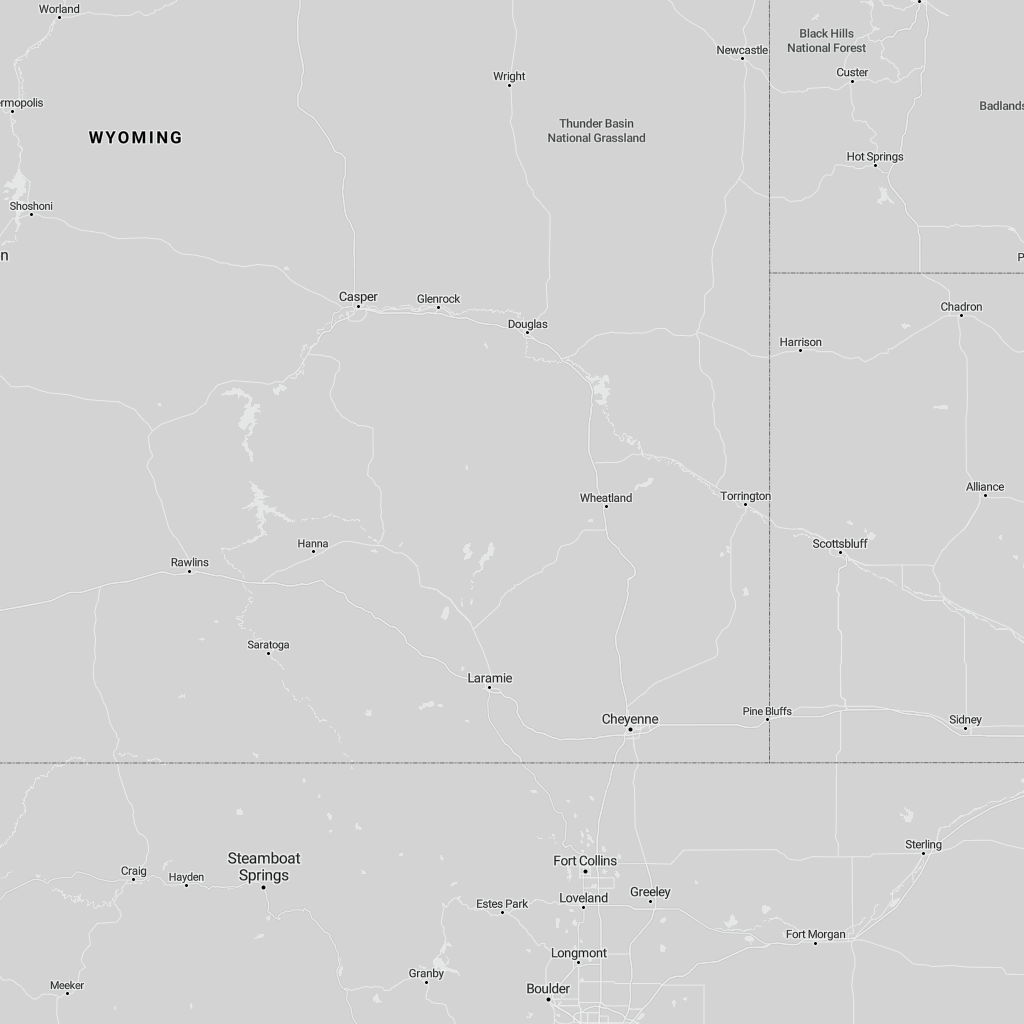 Worland
Black Hills
National Forest
Newcastle
Custer
Wright
ermopolis
Badlands
Thunder Basin
National Grassland
WYOMING
Hot Springs
Shoshoni
n
P
Casper
Glenrock
Chadron
Douglas
Harrison
Alliance
Wheatland
Torrington
Hanna
Scottsbluff
Rawlins
Saratoga
Laramie
Cheyenne
Pine Bluffs
Sidney
Sterling
Steamboat
Springs
Fort Collins
Craig
Hayden
Greeley
Loveland
Estes Park
Fort Morgan
Longmont
Granby
Meeker
Boulder